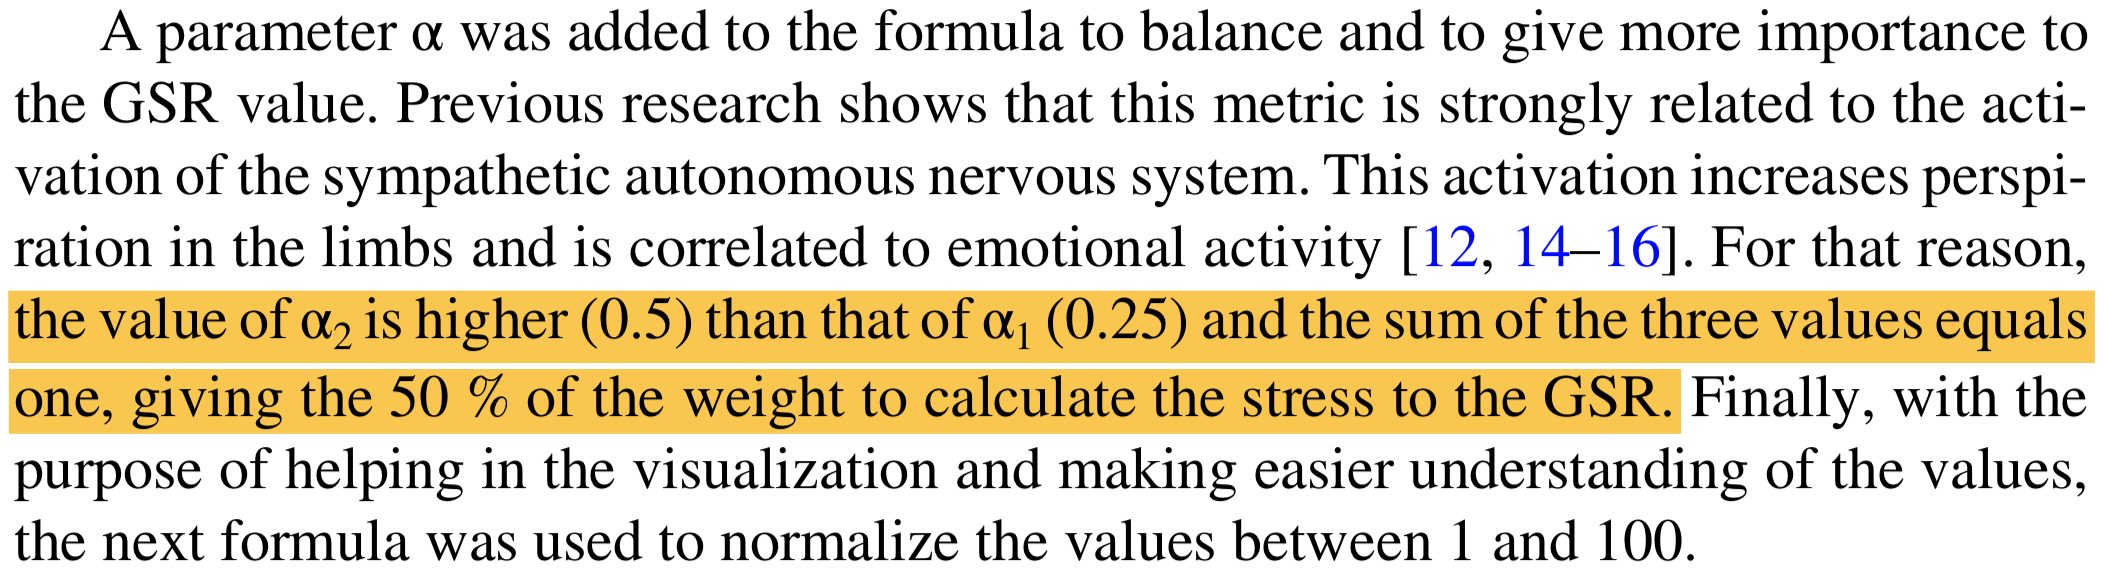 A parameter α was added to the formula to balance and to give more importance to
the GSR value. Previous research shows that this metric is strongly related to the acti-
vation of the sympathetic autonomous nervous system. This activation increases perspi-
ration in the limbs and is correlated to emotional activity [12, 14–16]. For that reason,
the value of α₂ is higher (0.5) than that of α₁ (0.25) and the sum of the three values equals
one, giving the 50 % of the weight to calculate the stress to the GSR. Finally, with the
purpose of helping in the visualization and making easier understanding of the values,
the next formula was used to normalize the values between 1 and 100.